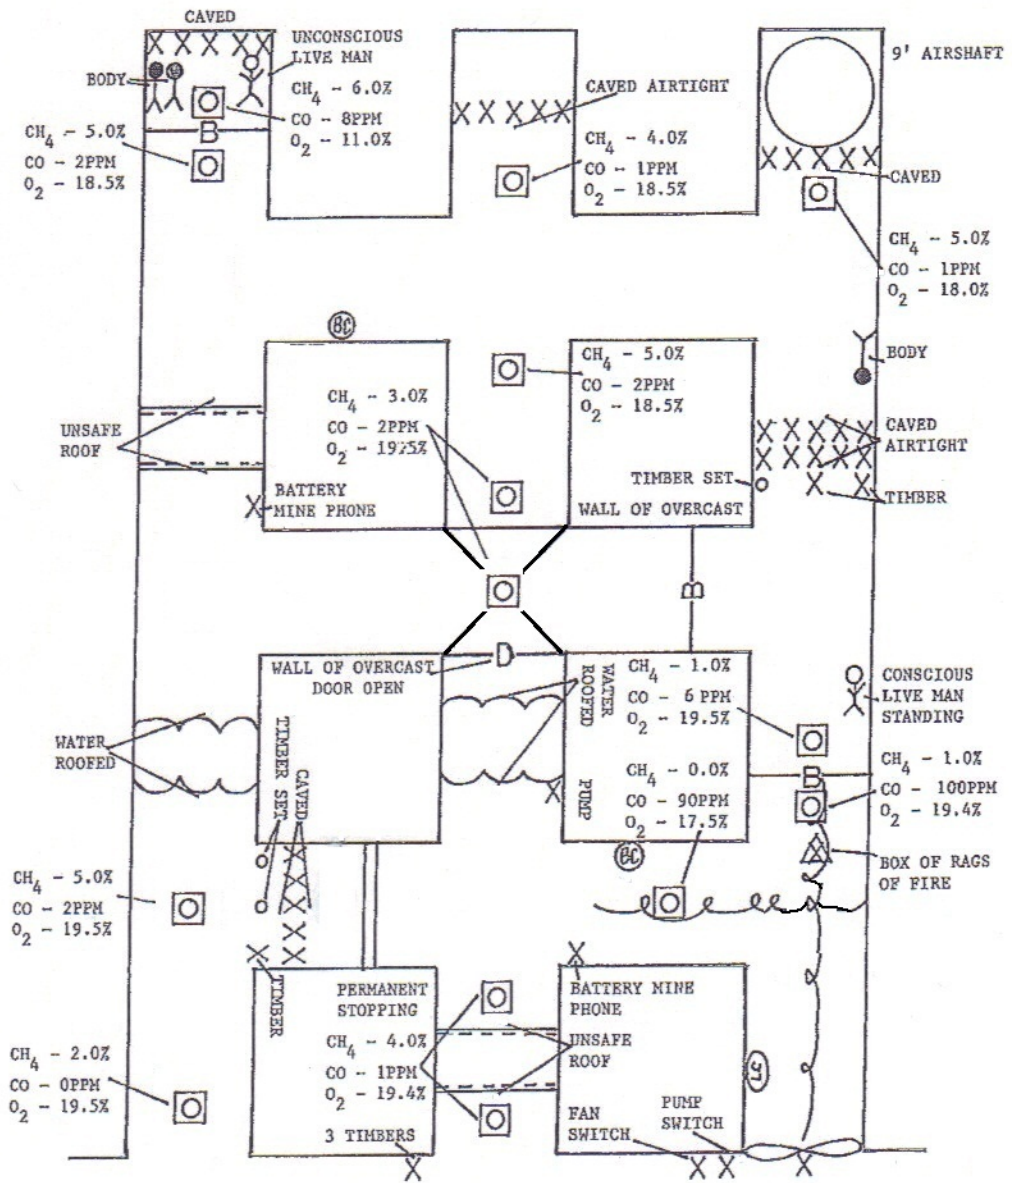 CAVED
UNCONSCIOUS
LIVE MAN
BODY
CH4 - 6.0%
CO - 8PPM
O2 - 11.0%
B
CH4 - 5.0%
CO - 2PPM
O2 - 18.5%
CAVED AIRTIGHT
CH4 - 4.0%
CO - 1PPM
O2 - 18.5%
9' AIRSHAFT
CAVED
CH4 - 5.0%
CO - 1PPM
O2 - 18.0%
BC
BODY
CH4 - 5.0%
CO - 2PPM
O2 - 18.5%
CH4 - 3.0%
CO - 2PPM
UNSAFE
ROOF
CAVED
AIRTIGHT
TIMBER SET
TIMBER
BATTERY
MINE PHONE
WALL OF OVERCAST
B
D
WALL OF OVERCAST
DOOR OPEN
WATER
ROOFED
CH4 - 1.0%
CO - 6 PPM
O2 - 19.5%
CONSCIOUS
LIVE MAN
STANDING
WATER
ROOFED
TIMBER SET
CAVED
PUMP
CH4 - 0.0%
CO - 90PPM
O2 - 17.5%
B
CH4 - 1.0%
CO - 100PPM
O2 - 19.4%
BC
BOX OF RAGS
OF FIRE
CH4 - 5.0%
CO - 2PPM
O2 - 19.5%
TIMBER
PERMANENT
STOPPING
BATTERY MINE
PHONE
CH4 - 4.0%
CO - 1PPM
O2 - 19.4%
UNSAFE
ROOF
CH4 - 2.0%
CO - 0PPM
O2 - 19.5%
3 TIMBERS
FAN
SWITCH
PUMP
SWITCH